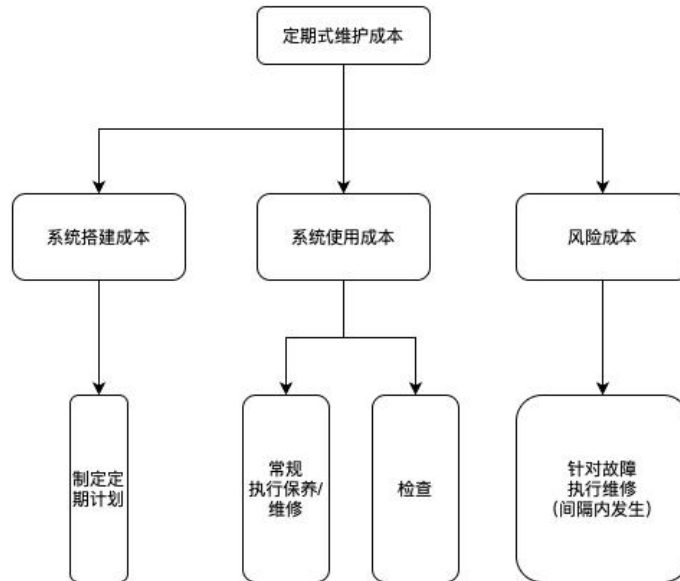 定期式维护成本
系统搭建成本
系统使用成本
风险成本
制定定
期计划
常规
执行保养/
维修
检查
针对故障
执行维修
（间隔内发生）